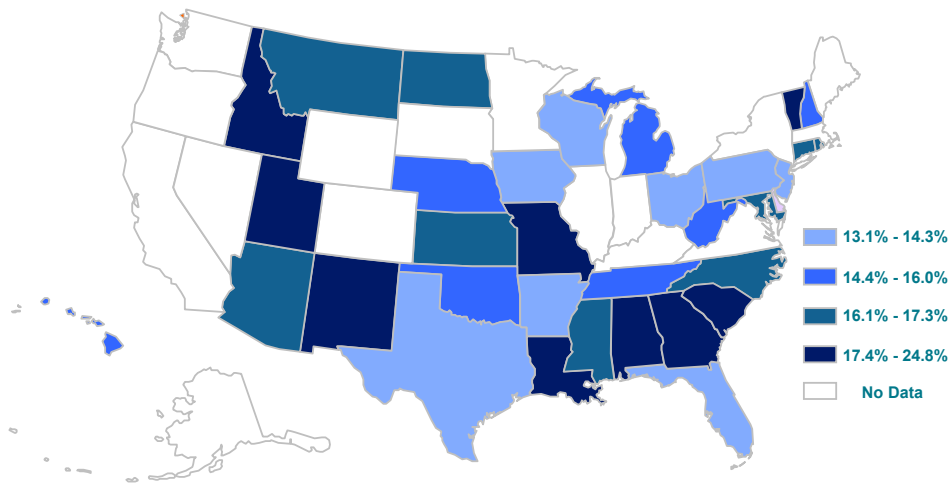 13.1% - 14.3%
14.4% - 16.0%
16.1% - 17.3%
17.4% - 24.8%
No Data